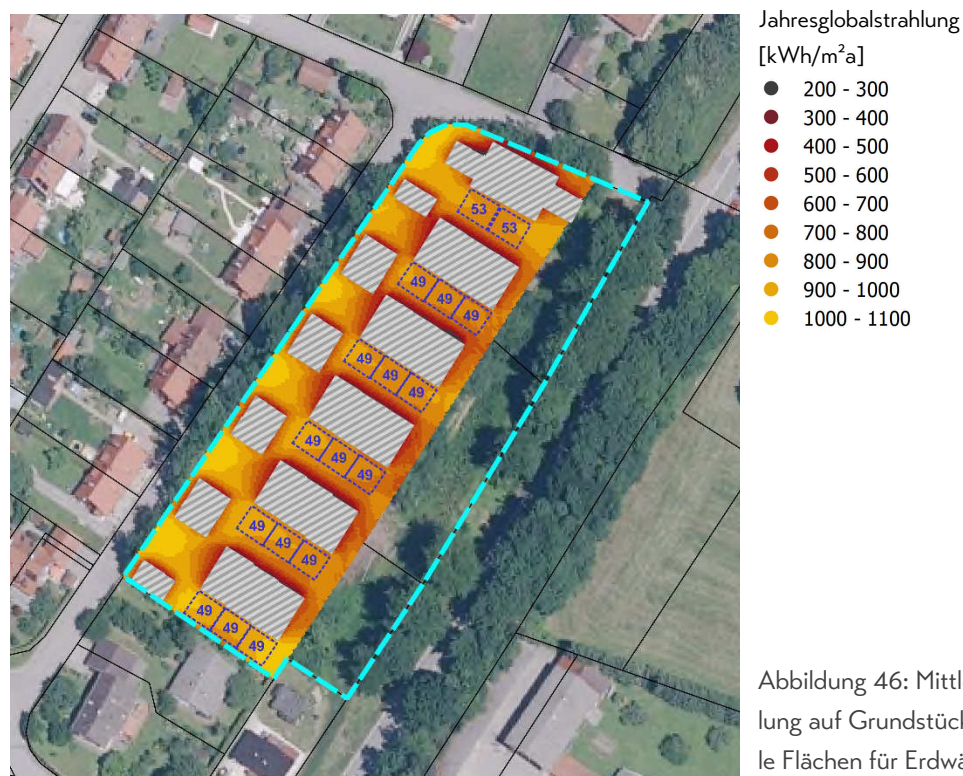 Jahresglobalstrahlung
[kWh/m²a]
200 - 300
300 - 400
400 - 500
500 - 600
600 - 700
700 - 800
800 - 900
900 - 1000
1000 - 1100
53 53
49 49 49
49 49 49
49 49 49
49 49 49
49 49 49
Abbildung 46: Mittl
lung auf Grundstück
le Flächen für Erdwä